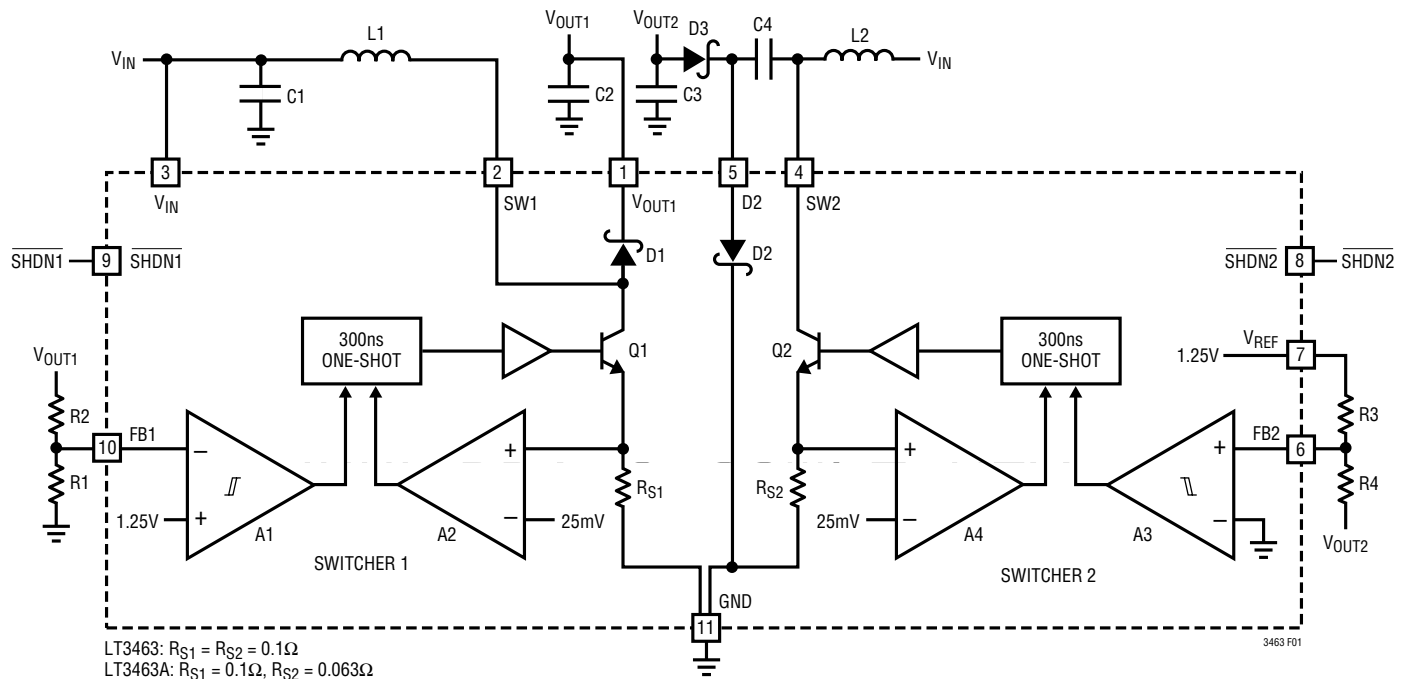 VOUT1 VOUT2 D3 C4 L2
VIN L1 VIN
C1 C2 C3
3 2 1 5 4
VIN SW1 VOUT1 D2 SW2
SHDN1 9 SHDN1 D1 D2 SHDN2 8 SHDN2
300ns
ONE-SHOT
Q1 Q2
300ns
ONE-SHOT
VREF
1.25V 7
VOUT1
R2 R3
10 FB1 − + + + FB2 6
R1 RS1 RS2 R4
1.25V + − 25mV 25mV − −
A1 A2 A4 A3
VOUT2
SWITCHER 1 SWITCHER 2
GND
11
LT3463: RS1 = RS2 = 0.1Ω
LT3463A: RS1 = 0.1Ω, RS2 = 0.063Ω
3463 F01